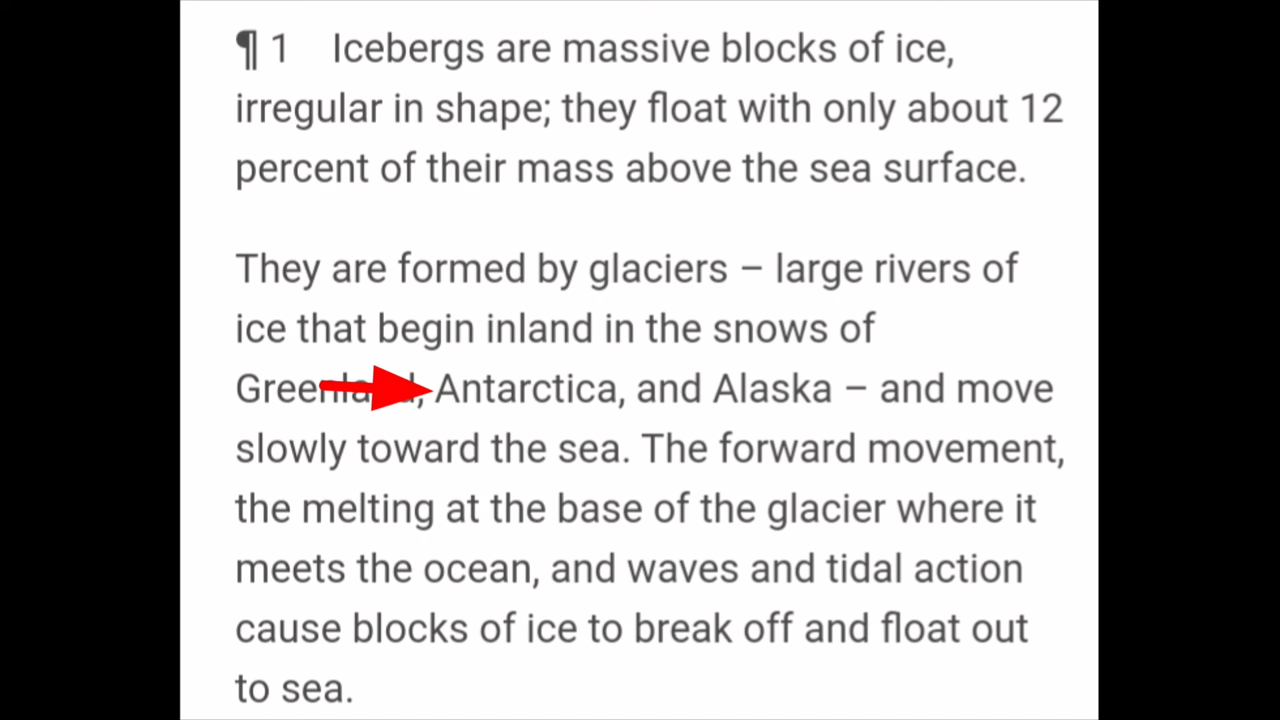 ¶ 1 Icebergs are massive blocks of ice,
irregular in shape; they float with only about 12
percent of their mass above the sea surface.
They are formed by glaciers – large rivers of
ice that begin inland in the snows of
Greenland, Antarctica, and Alaska – and move
slowly toward the sea. The forward movement,
the melting at the base of the glacier where it
meets the ocean, and waves and tidal action
cause blocks of ice to break off and float out
to sea.